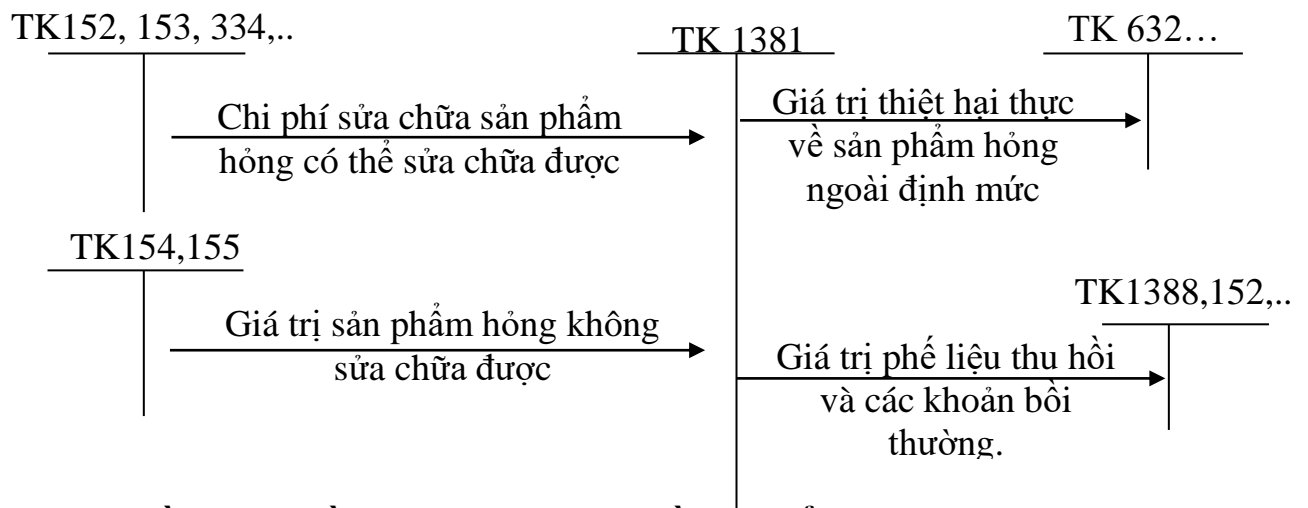 TK152, 153, 334,..
TK 1381
TK 632…
Chi phí sửa chữa sản phẩm
hỏng có thể sửa chữa được
Giá trị thiệt hại thực
về sản phẩm hỏng
ngoài định mức
TK154,155
TK1388,152,..
Giá trị sản phẩm hỏng không
sửa chữa được
Giá trị phế liệu thu hồi
và các khoản bồi
thường.